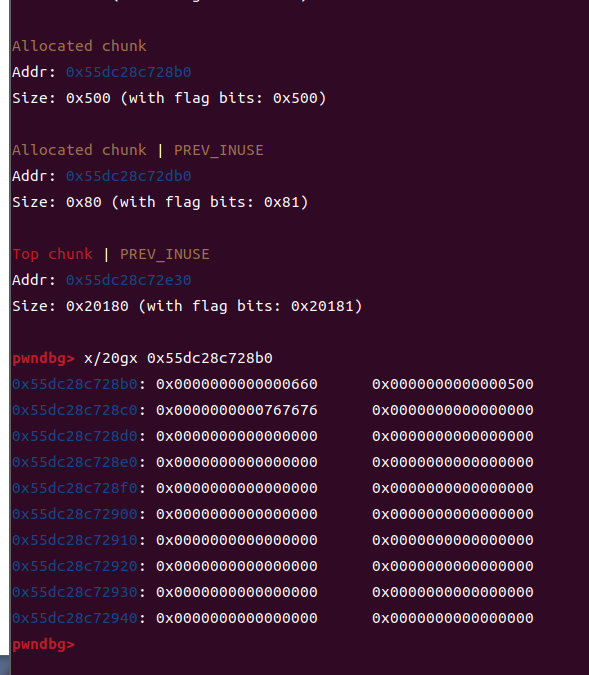 Allocated chunk
Addr: 0x55dc28c728b0
Size: 0x500 (with flag bits: 0x500)
Allocated chunk | PREV_INUSE
Addr: 0x55dc28c72db0
Size: 0x80 (with flag bits: 0x81)
Top chunk | PREV_INUSE
Addr: 0x55dc28c72e30
Size: 0x20180 (with flag bits: 0x20181)
pwndbg> x/20gx 0x55dc28c728b0
0x55dc28c728b0: 0x0000000000000660 0x0000000000000500
0x55dc28c728c0: 0x0000000000767676 0x0000000000000000
0x55dc28c728d0: 0x0000000000000000 0x0000000000000000
0x55dc28c728e0: 0x0000000000000000 0x0000000000000000
0x55dc28c728f0: 0x0000000000000000 0x0000000000000000
0x55dc28c72900: 0x0000000000000000 0x0000000000000000
0x55dc28c72910: 0x0000000000000000 0x0000000000000000
0x55dc28c72920: 0x0000000000000000 0x0000000000000000
0x55dc28c72930: 0x0000000000000000 0x0000000000000000
0x55dc28c72940: 0x0000000000000000 0x0000000000000000
pwndbg>